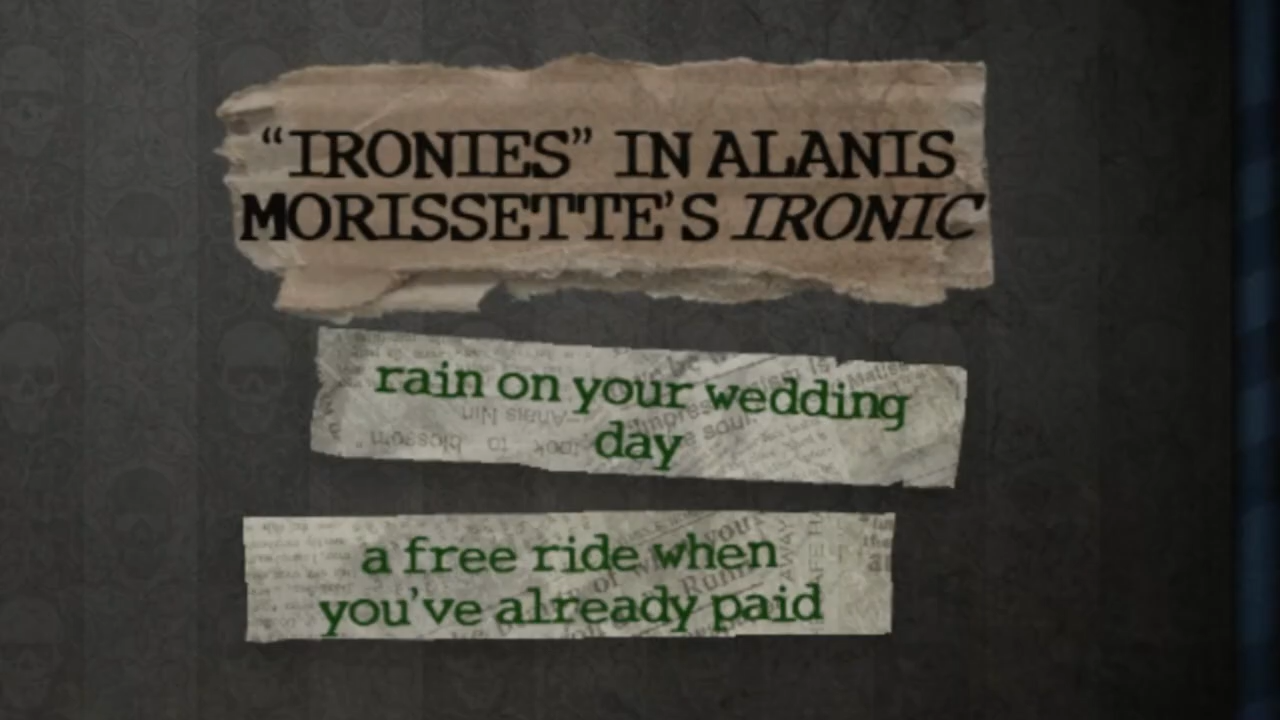 “IRONIES” IN ALANIS
MORISSETTE’S IRONIC
rain on your wedding
day
a free ride when
you’ve already paid